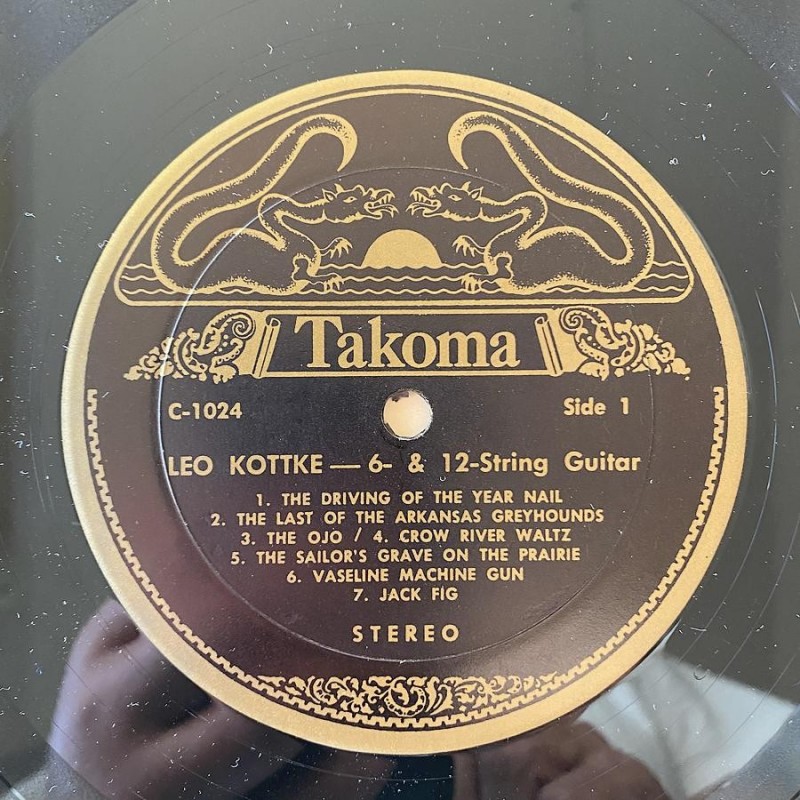 Takoma
C-1024 Side 1
LEO KOTTKE — 6- & 12-String Guitar
1. THE DRIVING OF THE YEAR NAIL
2. THE LAST OF THE ARKANSAS GREYHOUNDS
3. THE OJO / 4. CROW RIVER WALTZ
5. THE SAILOR'S GRAVE ON THE PRAIRIE
6. VASELINE MACHINE GUN
7. JACK FIG
STEREO